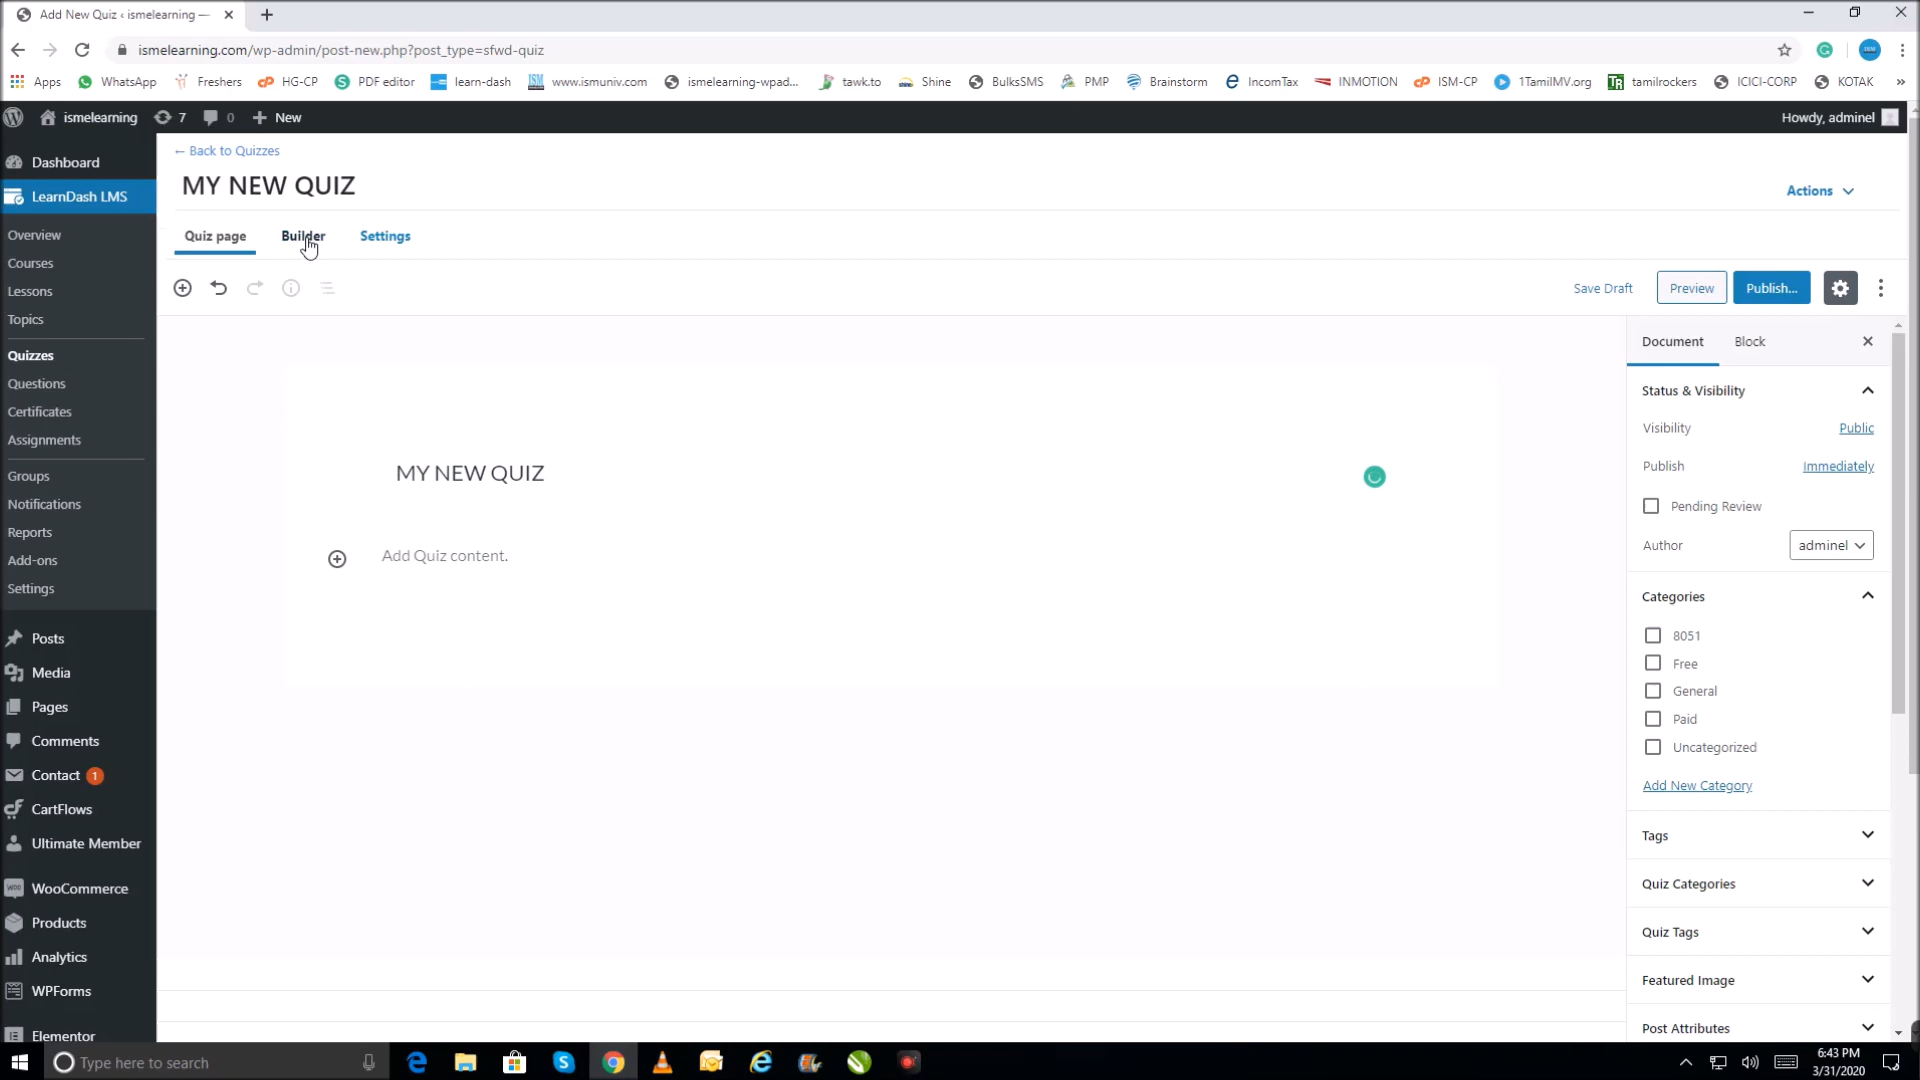 Add New Quiz ‹ ismelearning —
ismelearning.com/wp-admin/post-new.php?post_type=sfwd-quiz
Apps WhatsApp Freshers HG-CP PDF editor learn-dash www.ismuniv.com ismelearning-wpad... tawk.to Shine BulksSMS PMP Brainstorm IncomTax INMOTION ISM-CP 1TamilMV.org tamilrockers ICICI-CORP KOTAK »
ismelearning 7 0 New Howdy, adminel
Dashboard
LearnDash LMS
Overview
Courses
Lessons
Topics
Quizzes
Questions
Certificates
Assignments
Groups
Notifications
Reports
Add-ons
Settings
Posts
Media
Pages
Comments
Contact 1
CartFlows
Ultimate Member
WooCommerce
Products
Analytics
WPForms
Elementor
← Back to Quizzes
MY NEW QUIZ
Actions
Quiz page Builder Settings
Save Draft Preview Publish...
MY NEW QUIZ
Add Quiz content.
Document Block
Status & Visibility
Visibility Public
Publish Immediately
Pending Review
Author adminel
Categories
8051
Free
General
Paid
Uncategorized
Add New Category
Tags
Quiz Categories
Quiz Tags
Featured Image
Post Attributes
Type here to search
6:43 PM
3/31/2020